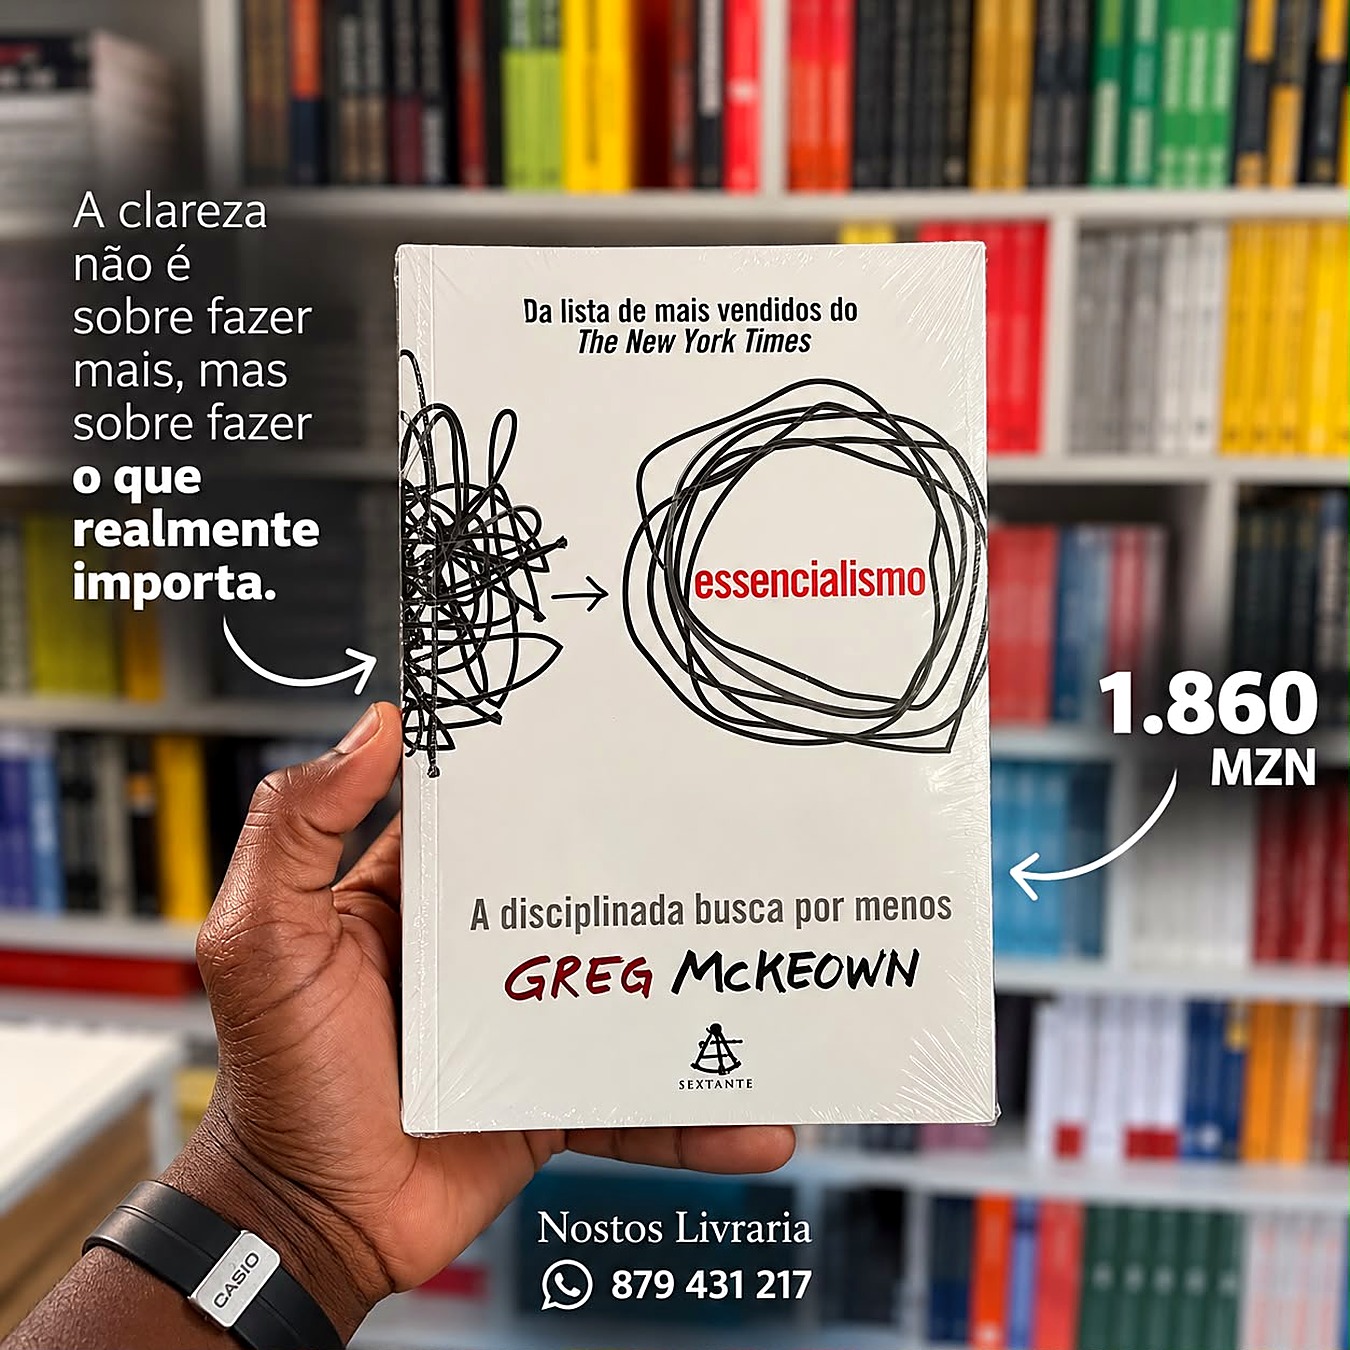 A clareza
não é
sobre fazer
mais, mas
sobre fazer
o que
realmente
importa.
Da lista de mais vendidos do
The New York Times
essencialismo
1.860
MZN
A disciplinada busca por menos
GREG MCKEOWN
SEXTANTE
CASIO
Nostos Livraria
879 431 217